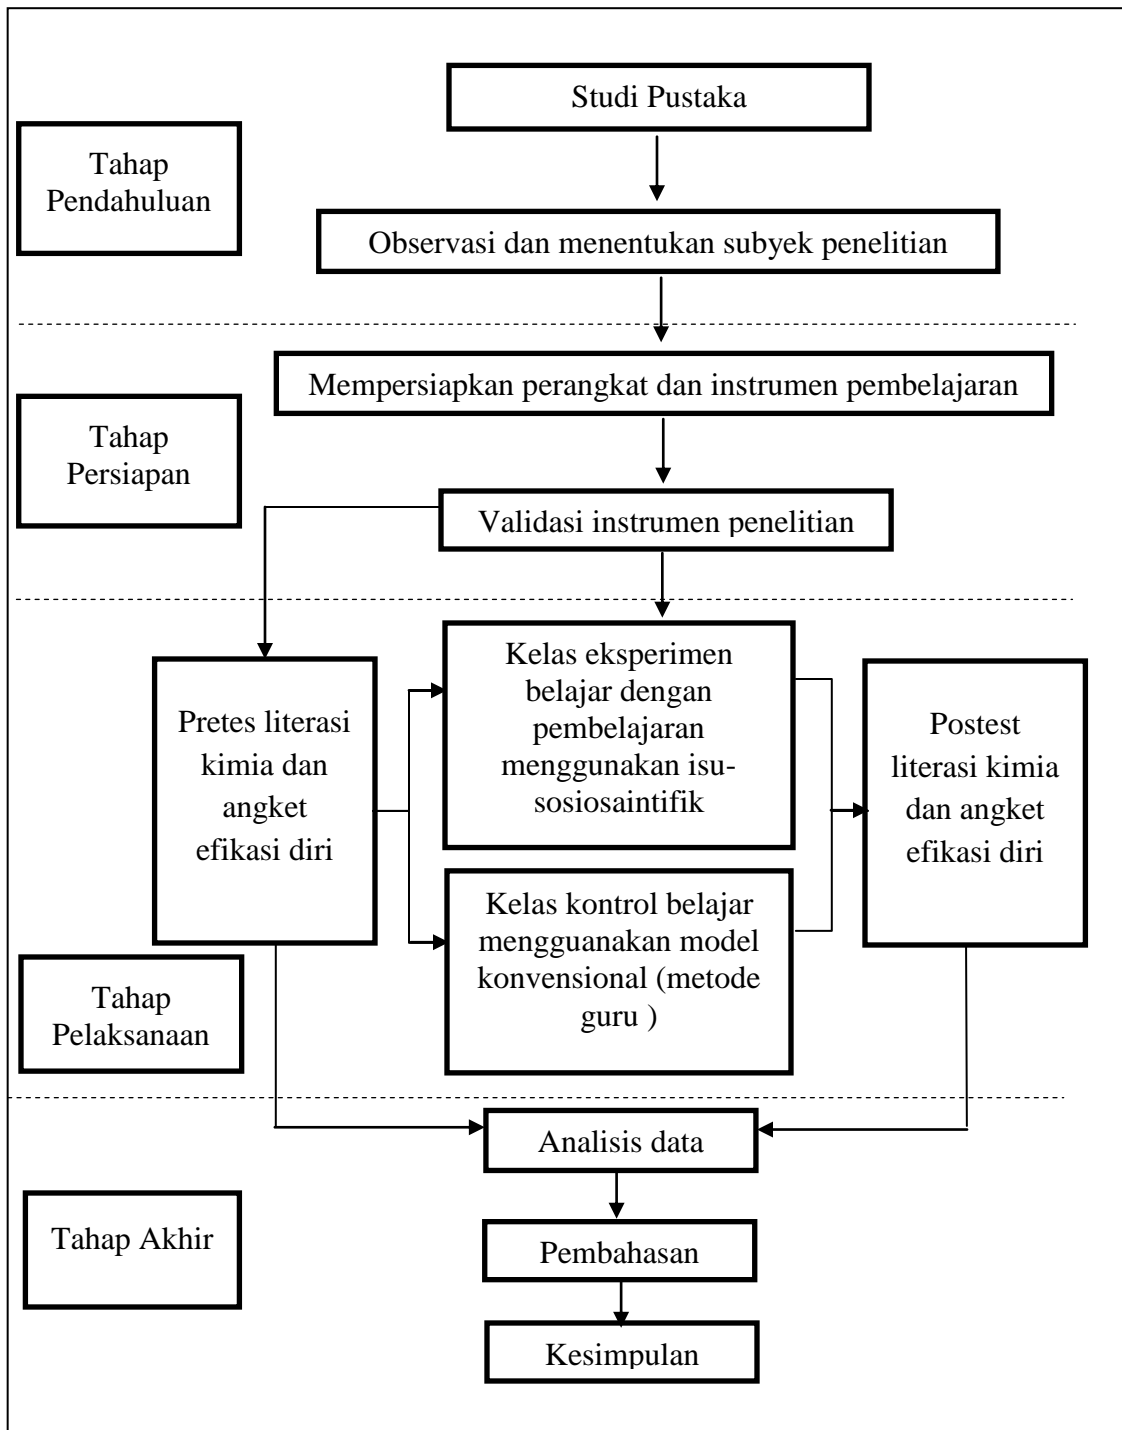 Studi Pustaka
Tahap
Pendahuluan
Observasi dan menentukan subyek penelitian
Mempersiapkan perangkat dan instrumen pembelajaran
Tahap
Persiapan
Validasi instrumen penelitian
Pretes literasi
kimia dan
angket
efikasi diri
Kelas eksperimen
belajar dengan
pembelajaran
menggunakan isu-
sosiosaintifik
Kelas kontrol belajar
mengguanakan model
konvensional (metode
guru )
Postest
literasi kimia
dan angket
efikasi diri
Tahap
Pelaksanaan
Analisis data
Tahap Akhir
Pembahasan
Kesimpulan